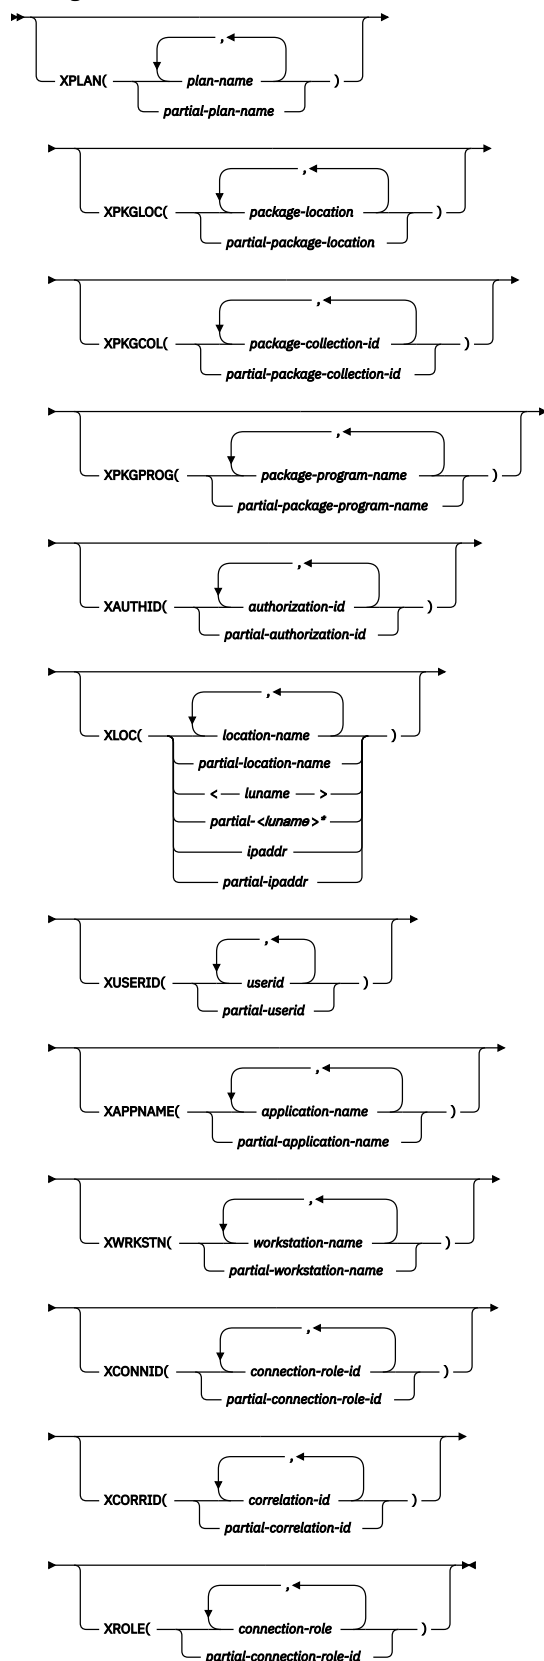 ,
XPLAN( plan-name )
partial-plan-name
,
XPKGLOC( package-location )
partial-package-location
,
XPKGCOL( package-collection-id )
partial-package-collection-id
,
XPKGPROG( package-program-name )
partial-package-program-name
,
XAUTHID( authorization-id )
partial-authorization-id
,
XLOC( location-name )
partial-location-name
< luname >
partial-<luname>*
ipaddr
partial-ipaddr
,
XUSERID( userid )
partial-userid
,
XAPPNAME( application-name )
partial-application-name
,
XWRKSTN( workstation-name )
partial-workstation-name
,
XCONNID( connection-role-id )
partial-connection-role-id
,
XCORRID( correlation-id )
partial-correlation-id
,
XROLE( connection-role )
partial-connection-role-id